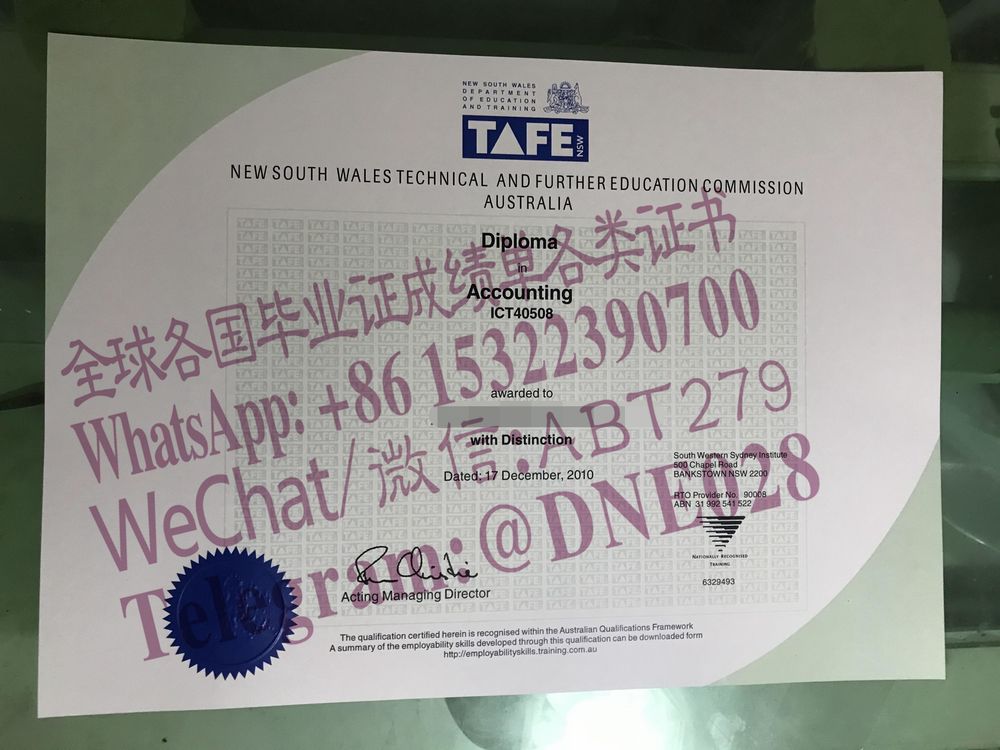 NEW SOUTH WALES
DEPARTMENT
OF EDUCATION
AND TRAINING
TAFE NSW
NEW SOUTH WALES TECHNICAL AND FURTHER EDUCATION COMMISSION
AUSTRALIA
Diploma
in
Accounting
ICT40508
全球各国毕业证成绩单各类证书
WhatsApp: +86 15322390700
awarded to
WeChat/微信:ABT279
with Distinction
Dated: 17 December, 2010
South Western Sydney Institute
500 Chapel Road
BANKSTOWN NSW 2200
RTO Provider No. 90008
ABN 31 992 541 522
Telegram:@DNE028
NATIONALLY RECOGNISED
TRAINING
6329493
Acting Managing Director
The qualification certified herein is recognised within the Australian Qualifications Framework
A summary of the employability skills developed through this qualification can be downloaded form
http://employabilityskills.training.com.au